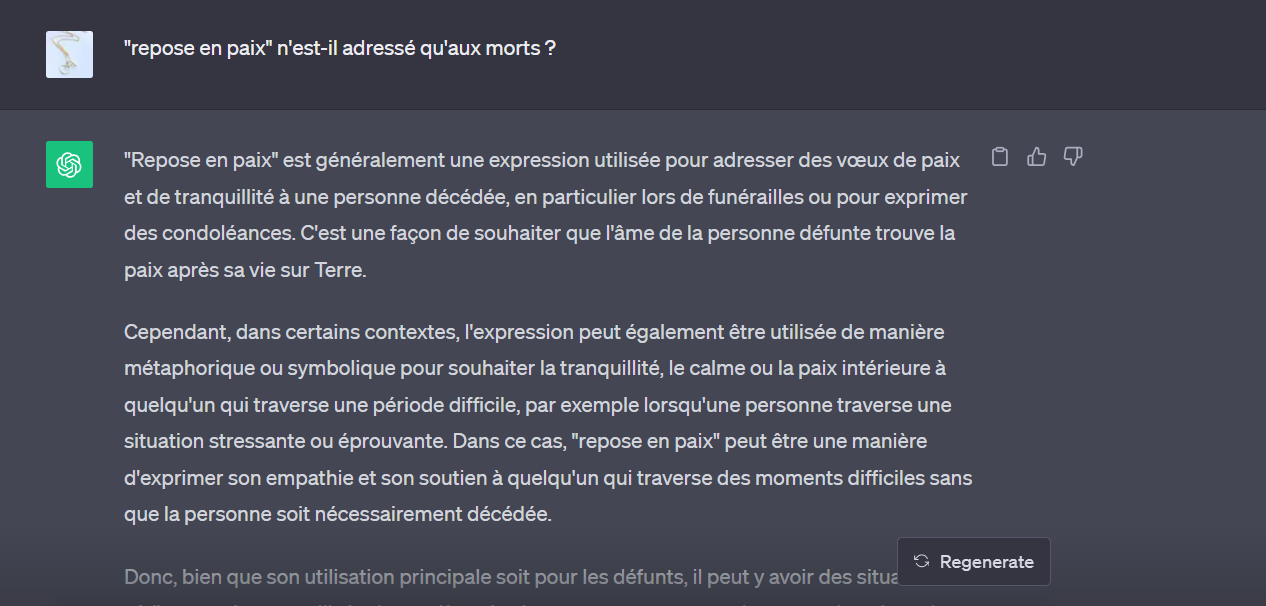 "repose en paix" n'est-il adressé qu'aux morts ?
"Repose en paix" est généralement une expression utilisée pour adresser des vœux de paix
et de tranquillité à une personne décédée, en particulier lors de funérailles ou pour exprimer
des condoléances. C'est une façon de souhaiter que l'âme de la personne défunte trouve la
paix après sa vie sur Terre.
Cependant, dans certains contextes, l'expression peut également être utilisée de manière
métaphorique ou symbolique pour souhaiter la tranquillité, le calme ou la paix intérieure à
quelqu'un qui traverse une période difficile, par exemple lorsqu'une personne traverse une
situation stressante ou éprouvante. Dans ce cas, "repose en paix" peut être une manière
d'exprimer son empathie et son soutien à quelqu'un qui traverse des moments difficiles sans
que la personne soit nécessairement décédée.
Donc, bien que son utilisation principale soit pour les défunts, il peut y avoir des situa
Regenerate